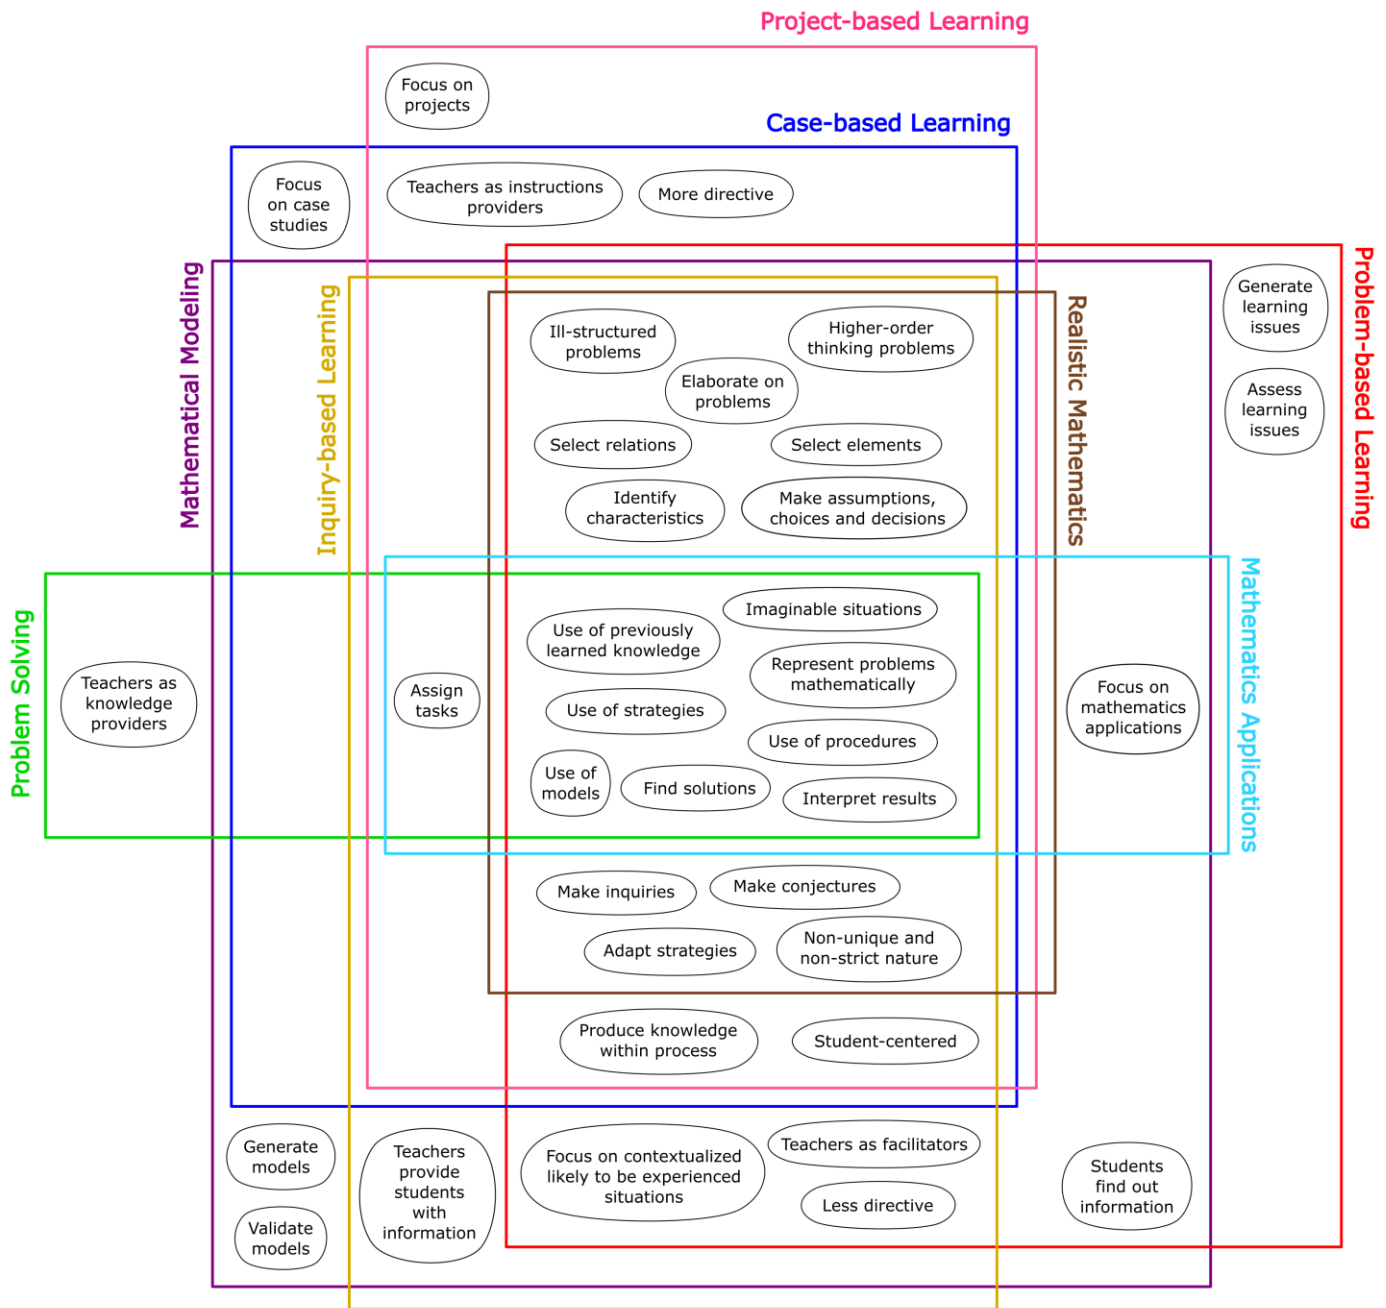 Project-based Learning
Focus on
projects
Case-based Learning
Focus
on case
studies
Teachers as instructions
providers
More directive
Mathematical Modeling
Inquiry-based Learning
Realistic Mathematics
Problem-based Learning
Generate
learning
issues
Assess
learning
issues
Ill-structured
problems
Higher-order
thinking problems
Elaborate on
problems
Select relations
Select elements
Identify
characteristics
Make assumptions,
choices and decisions
Problem Solving
Mathematics Applications
Teachers as
knowledge
providers
Assign
tasks
Imaginable situations
Use of previously
learned knowledge
Represent problems
mathematically
Use of strategies
Use of procedures
Use of
models
Find solutions
Interpret results
Focus on
mathematics
applications
Make inquiries
Make conjectures
Adapt strategies
Non-unique and
non-strict nature
Produce knowledge
within process
Student-centered
Generate
models
Validate
models
Teachers
provide
students
with
information
Focus on contextualized
likely to be experienced
situations
Teachers as facilitators
Less directive
Students
find out
information